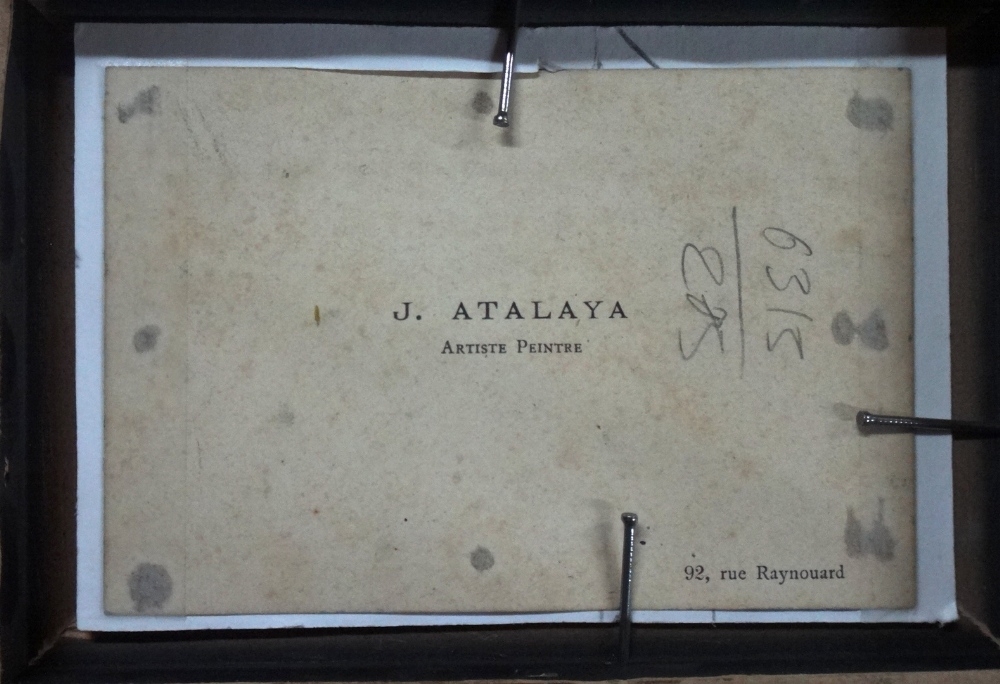 J. ATALAYA
ARTISTE PEINTRE
92, rue Raynouard